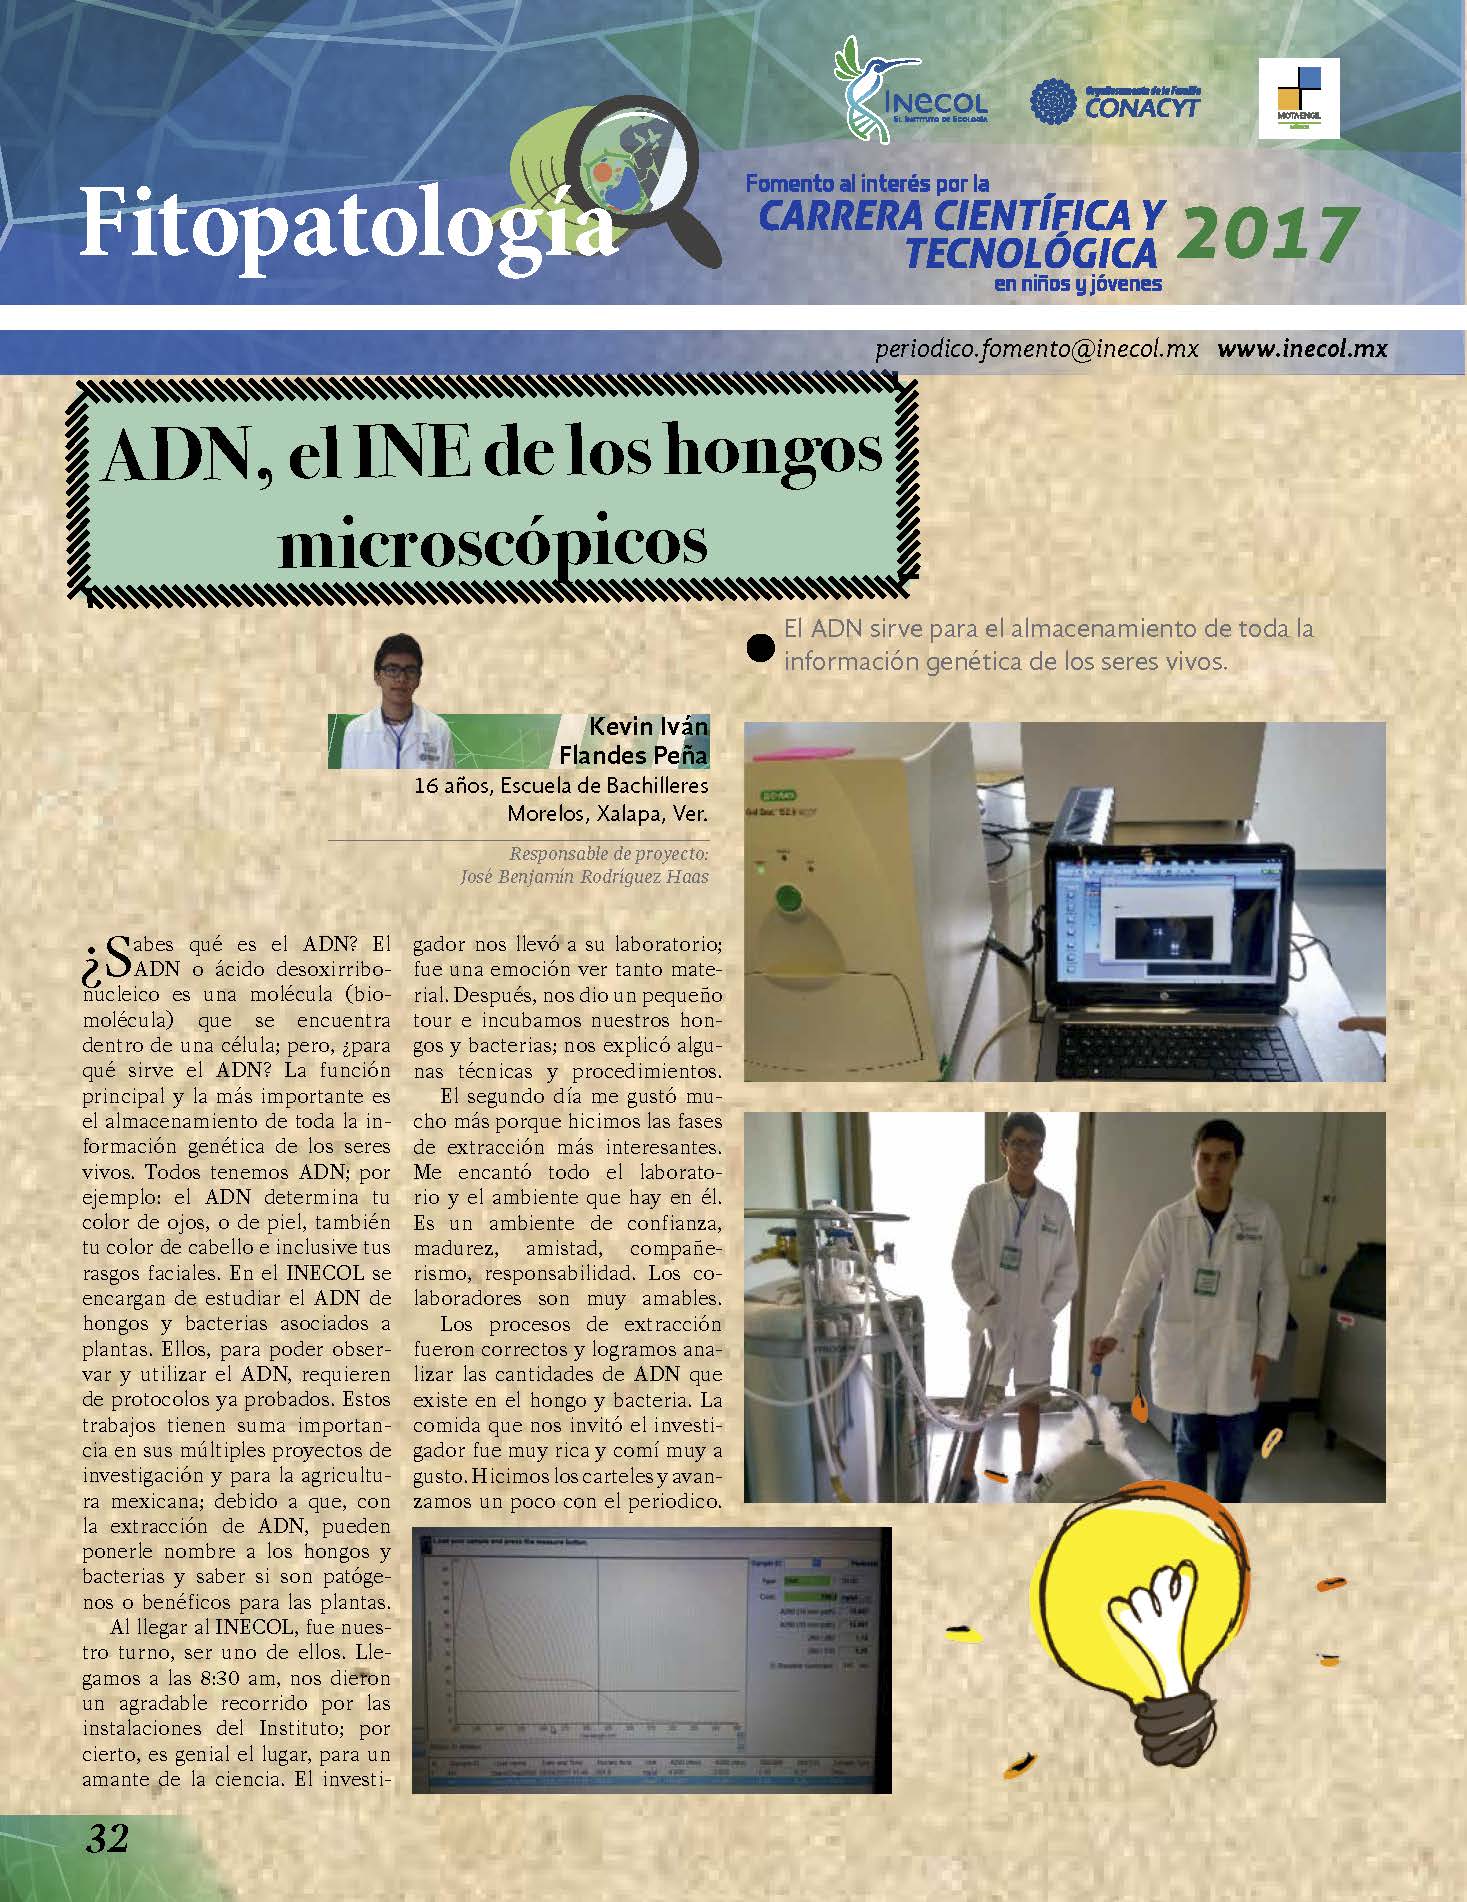 INECOL
EL INSTITUTO DE ECOLOGÍA
Orgullosamente de la Familia
CONACYT
MOTA-ENGIL
Fitopatología
Fomento al interés por la
CARRERA CIENTÍFICA Y
TECNOLÓGICA
2017
en niños y jóvenes
periodico.fomento@inecol.mx www.inecol.mx
ADN, el INE de los hongos
microscópicos
El ADN sirve para el almacenamiento de toda la
información genética de los seres vivos.
Kevin Iván
Flandes Peña
16 años, Escuela de Bachilleres
Morelos, Xalapa, Ver.
Responsable de proyecto:
José Benjamín Rodríguez Haas
¿Sabes qué es el ADN? El
ADN o ácido desoxirribo-
nucleico es una molécula (bio-
molécula) que se encuentra
dentro de una célula; pero, ¿para
qué sirve el ADN? La función
principal y la más importante es
el almacenamiento de toda la in-
formación genética de los seres
vivos. Todos tenemos ADN; por
ejemplo: el ADN determina tu
color de ojos, o de piel, también
tu color de cabello e inclusive tus
rasgos faciales. En el INECOL se
encargan de estudiar el ADN de
hongos y bacterias asociados a
plantas. Ellos, para poder obser-
var y utilizar el ADN, requieren
de protocolos ya probados. Estos
trabajos tienen suma importan-
cia en sus múltiples proyectos de
investigación y para la agricultu-
ra mexicana; debido a que, con
la extracción de ADN, pueden
ponerle nombre a los hongos y
bacterias y saber si son patóge-
nos o benéficos para las plantas.
Al llegar al INECOL, fue nues-
tro turno, ser uno de ellos. Lle-
gamos a las 8:30 am, nos dieron
un agradable recorrido por las
instalaciones del Instituto; por
cierto, es genial el lugar, para un
amante de la ciencia. El investi-
gador nos llevó a su laboratorio;
fue una emoción ver tanto mate-
rial. Después, nos dio un pequeño
tour e incubamos nuestros hon-
gos y bacterias; nos explicó algu-
nas técnicas y procedimientos.
El segundo día me gustó mu-
cho más porque hicimos las fases
de extracción más interesantes.
Me encantó todo el laborato-
rio y el ambiente que hay en él.
Es un ambiente de confianza,
madurez, amistad, compañe-
rismo, responsabilidad. Los co-
laboradores son muy amables.
Los procesos de extracción
fueron correctos y logramos ana-
lizar las cantidades de ADN que
existe en el hongo y bacteria. La
comida que nos invitó el investi-
gador fue muy rica y comí muy a
gusto. Hicimos los carteles y avan-
zamos un poco con el periodico.
BIO-RAD
Load your sample and press the measure button.
32